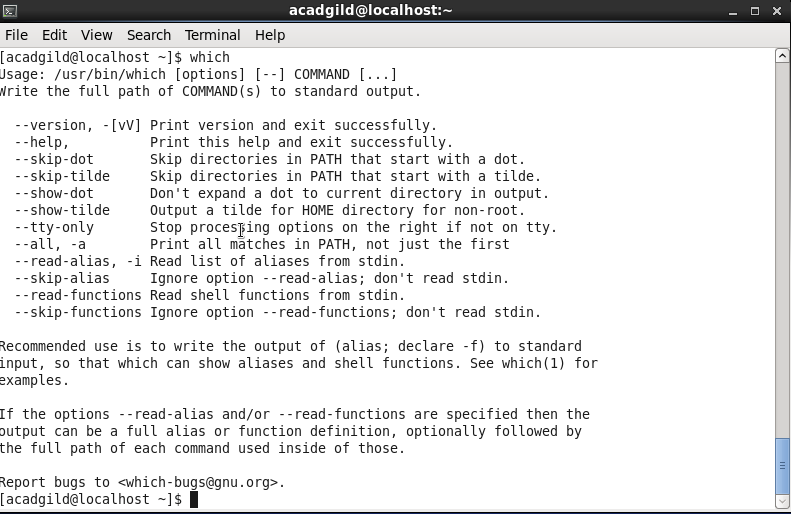 acadgild@localhost:~
File Edit View Search Terminal Help
[acadgild@localhost ~]$ which
Usage: /usr/bin/which [options] [--] COMMAND [...]
Write the full path of COMMAND(s) to standard output.

  --version, -[vV] Print version and exit successfully.
  --help,          Print this help and exit successfully.
  --skip-dot       Skip directories in PATH that start with a dot.
  --skip-tilde     Skip directories in PATH that start with a tilde.
  --show-dot       Don't expand a dot to current directory in output.
  --show-tilde     Output a tilde for HOME directory for non-root.
  --tty-only       Stop processing options on the right if not on tty.
  --all, -a        Print all matches in PATH, not just the first
  --read-alias, -i Read list of aliases from stdin.
  --skip-alias     Ignore option --read-alias; don't read stdin.
  --read-functions Read shell functions from stdin.
  --skip-functions Ignore option --read-functions; don't read stdin.

Recommended use is to write the output of (alias; declare -f) to standard
input, so that which can show aliases and shell functions. See which(1) for
examples.

If the options --read-alias and/or --read-functions are specified then the
output can be a full alias or function definition, optionally followed by
the full path of each command used inside of those.

Report bugs to <which-bugs@gnu.org>.
[acadgild@localhost ~]$